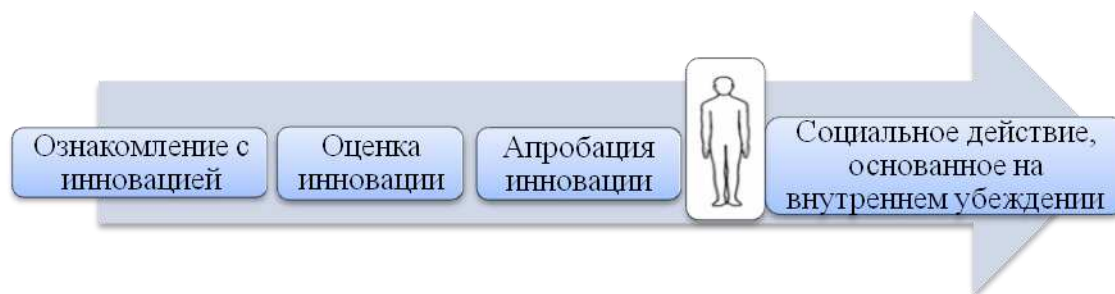 Ознакомление с
инновацией
Оценка
инновации
Апробация
инновации
Социальное действие,
основанное на
внутреннем убеждении